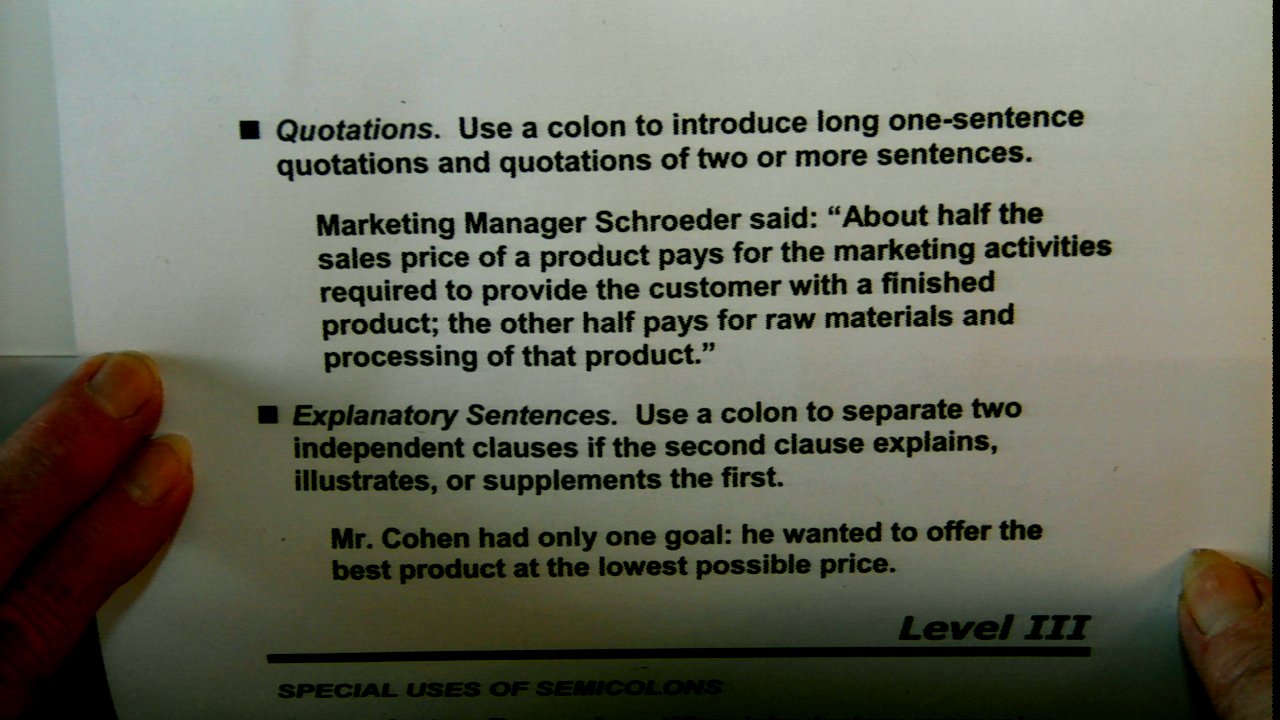 ■ Quotations. Use a colon to introduce long one-sentence
quotations and quotations of two or more sentences.
Marketing Manager Schroeder said: “About half the
sales price of a product pays for the marketing activities
required to provide the customer with a finished
product; the other half pays for raw materials and
processing of that product.”
■ Explanatory Sentences. Use a colon to separate two
independent clauses if the second clause explains,
illustrates, or supplements the first.
Mr. Cohen had only one goal: he wanted to offer the
best product at the lowest possible price.
Level III
SPECIAL USES OF SEMICOLONS